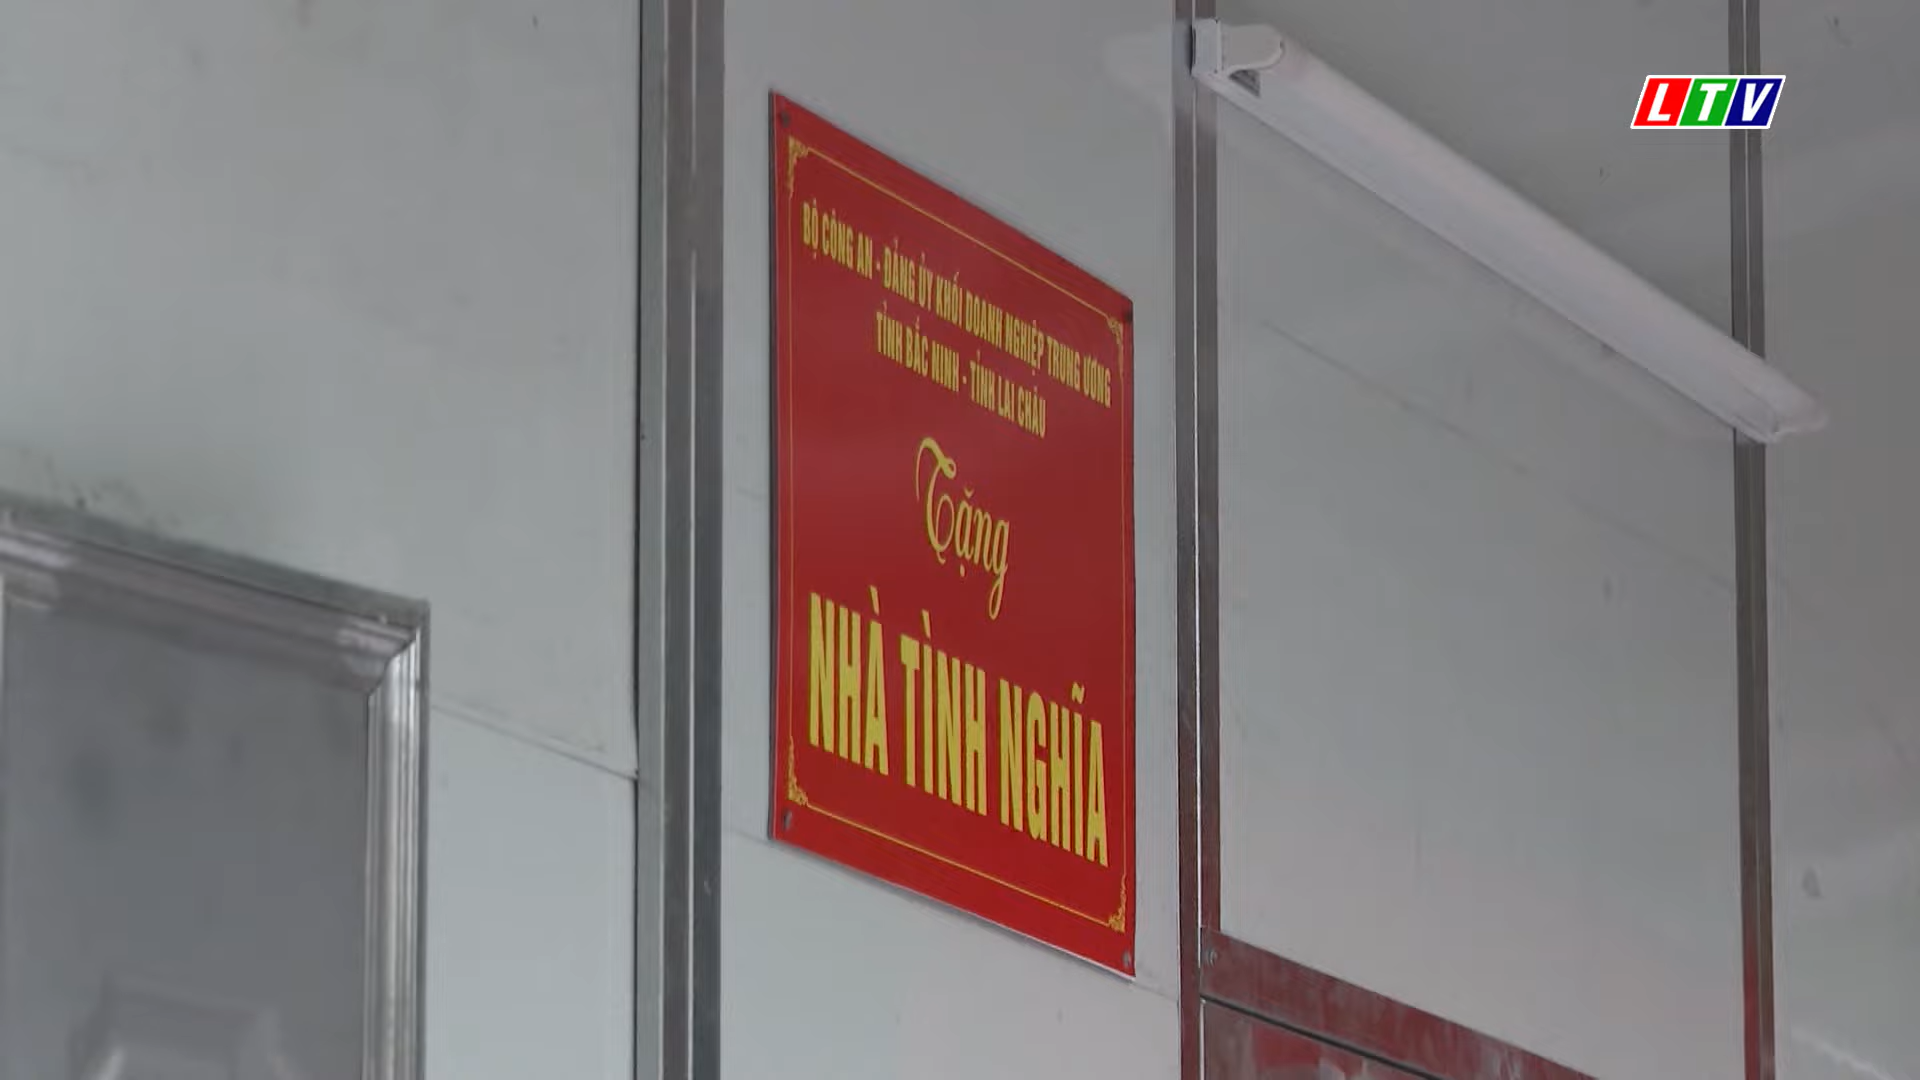 LTV
BỘ CÔNG AN - ĐẢNG ỦY KHỐI DOANH NGHIỆP TRUNG ƯƠNG
TỈNH BẮC NINH - TỈNH LAI CHÂU
Tặng
NHÀ TÌNH NGHĨA